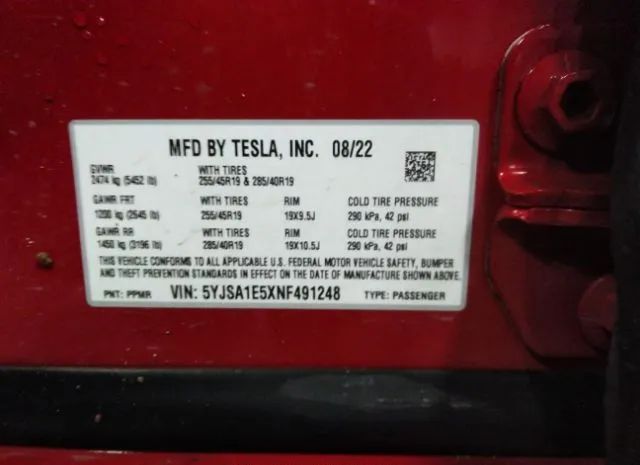 MFD BY TESLA, INC. 08/22
GVWR WITH TIRES
2474 kg (5452 lb) 255/45R19 & 285/40R19
GAWR FRT WITH TIRES RIM COLD TIRE PRESSURE
1200 kg (2645 lb) 255/45R19 19X9.5J 290 kPa, 42 psi
GAWR RR WITH TIRES RIM COLD TIRE PRESSURE
1450 kg (3196 lb) 285/40R19 19X10.5J 290 kPa, 42 psi
THIS VEHICLE CONFORMS TO ALL APPLICABLE U.S. FEDERAL MOTOR VEHICLE SAFETY, BUMPER
AND THEFT PREVENTION STANDARDS IN EFFECT ON THE DATE OF MANUFACTURE SHOWN ABOVE.
PNT: PPMR VIN: 5YJSA1E5XNF491248 TYPE: PASSENGER